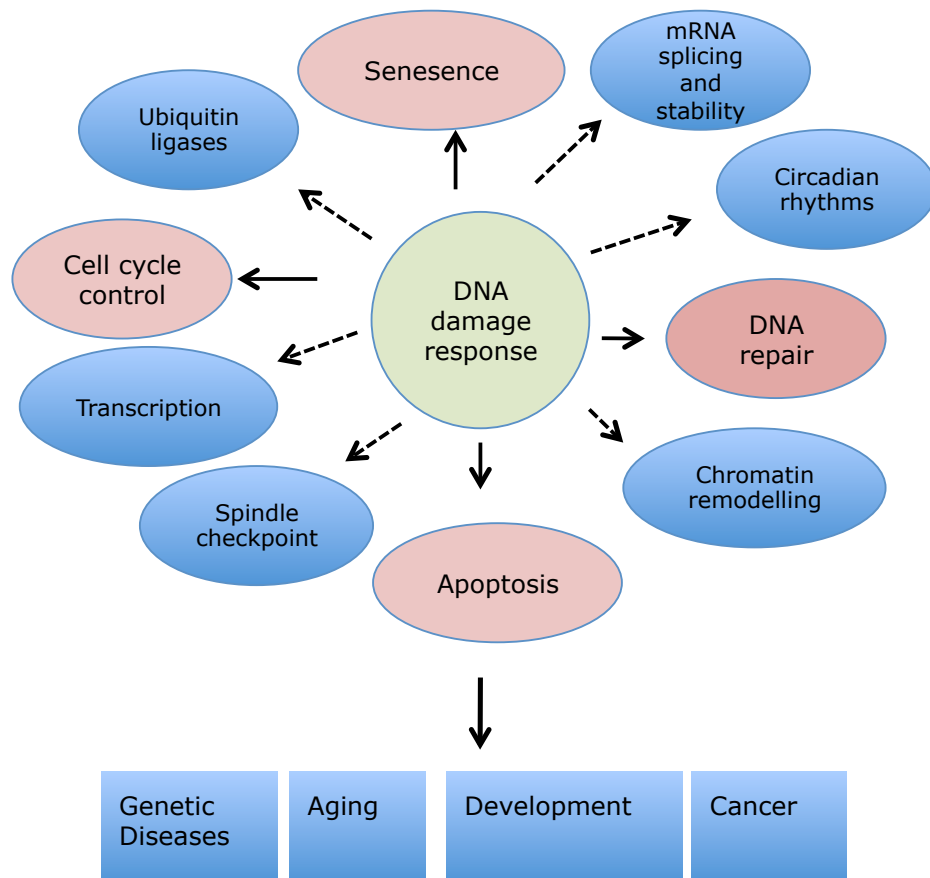 Senesence
mRNA
splicing
and
stability
Ubiquitin
ligases
Circadian
rhythms
Cell cycle
control
DNA
damage
response
DNA
repair
Transcription
Chromatin
remodelling
Spindle
checkpoint
Apoptosis
Genetic
Diseases
Aging
Development
Cancer